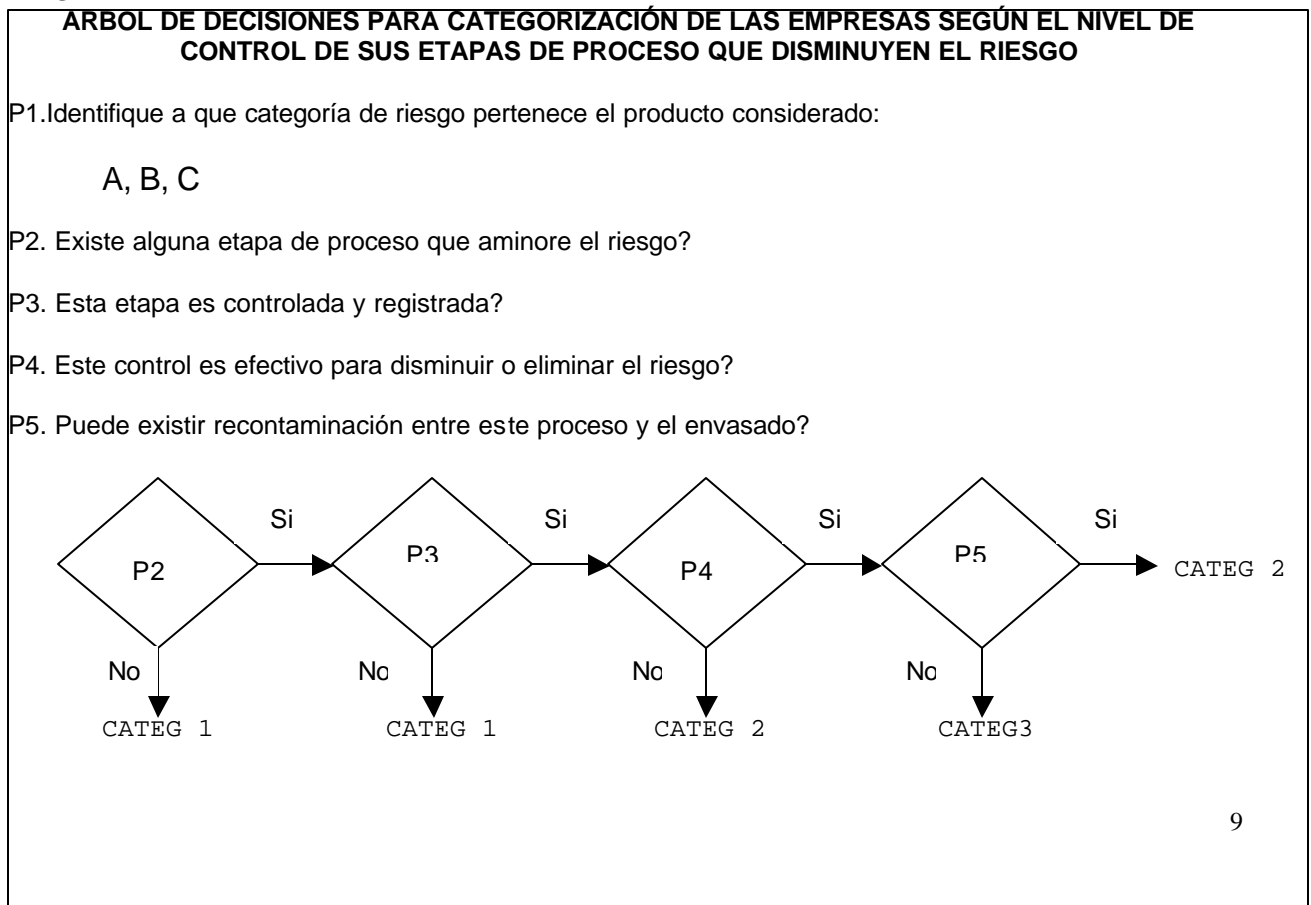 ARBOL DE DECISIONES PARA CATEGORIZACIÓN DE LAS EMPRESAS SEGÚN EL NIVEL DE
CONTROL DE SUS ETAPAS DE PROCESO QUE DISMINUYEN EL RIESGO
P1.Identifique a que categoría de riesgo pertenece el producto considerado:
A, B, C
P2. Existe alguna etapa de proceso que aminore el riesgo?
P3. Esta etapa es controlada y registrada?
P4. Este control es efectivo para disminuir o eliminar el riesgo?
P5. Puede existir recontaminación entre este proceso y el envasado?
Si Si Si Si
P2 P3 P4 P5 CATEG 2
No No No No
CATEG 1 CATEG 1 CATEG 2 CATEG3
9